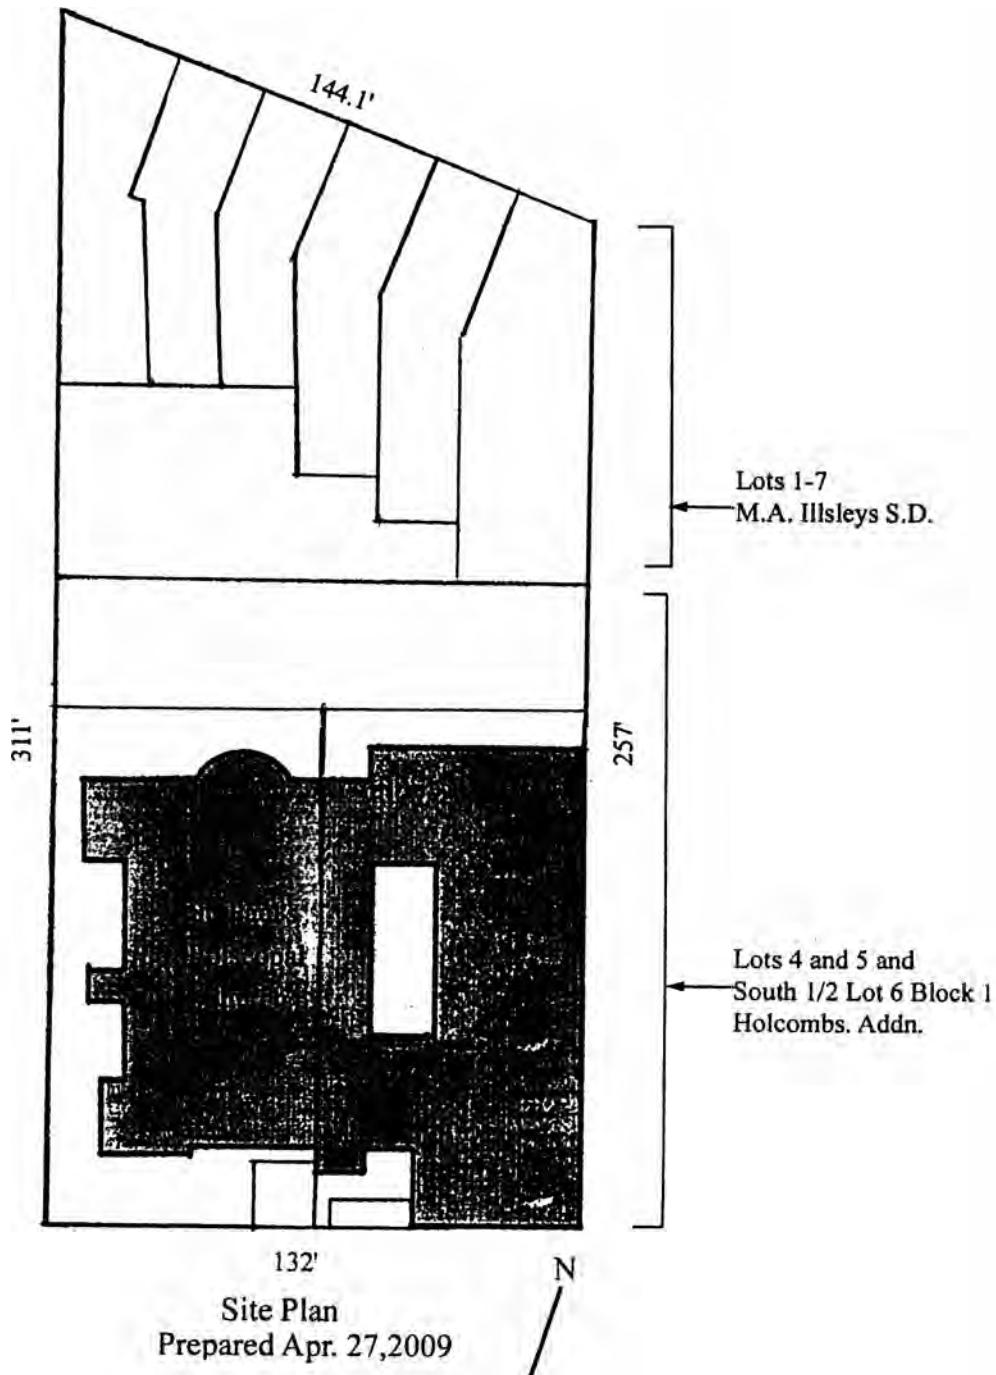 144.1'
Lots 1-7
M.A. Illsleys S.D.
311'
257'
Lots 4 and 5 and
South 1/2 Lot 6 Block 1
Holcombs. Addn.
132'
N
Site Plan
Prepared Apr. 27,2009